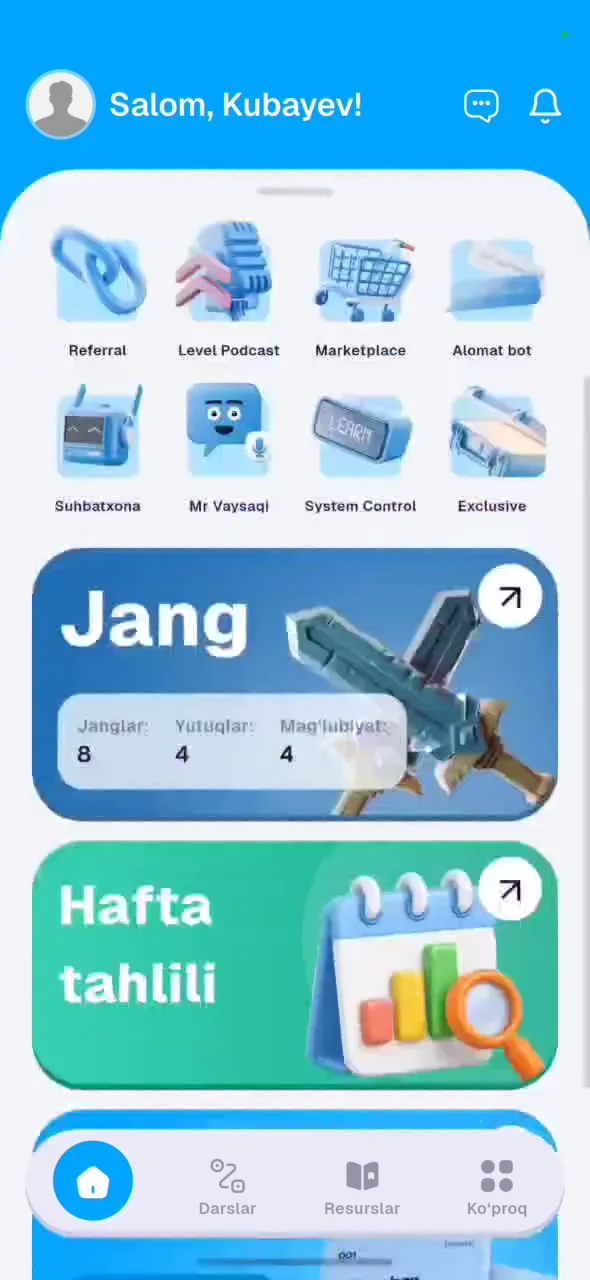 Salom, Kubayev!
Referral
Level Podcast
Marketplace
Alomat bot
LEARN
Suhbatxona
Mr Vaysaqi
System Control
Exclusive
Jang
Janglar:
Yutuqlar:
Mag'lubiyat:
8
4
4
Hafta
tahlili
Darslar
Resurslar
Ko'proq